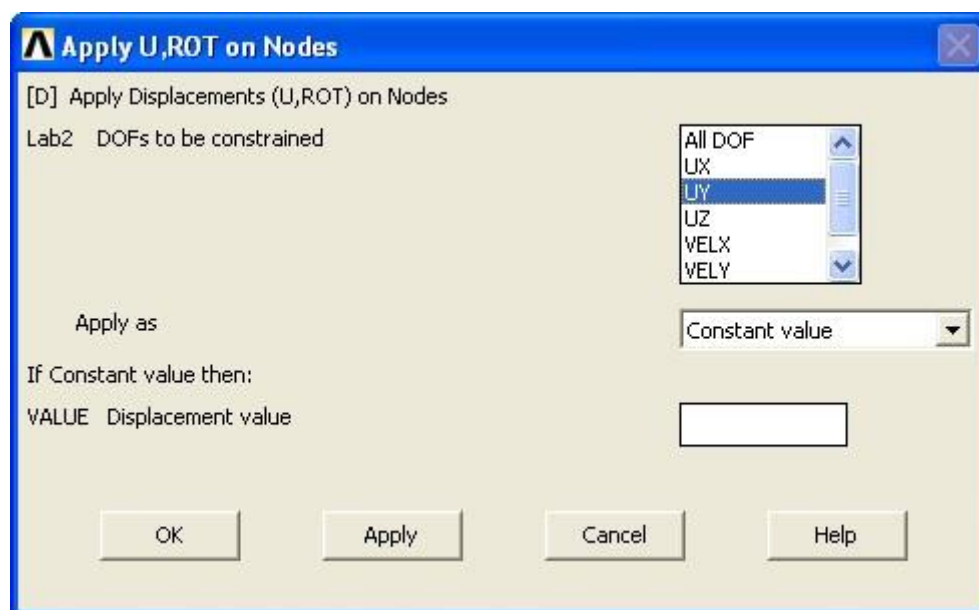 Apply U,ROT on Nodes
[D] Apply Displacements (U,ROT) on Nodes
Lab2 DOFs to be constrained
All DOF
UX
UY
UZ
VELX
VELY
Apply as
Constant value
If Constant value then:
VALUE Displacement value
OK Apply Cancel Help